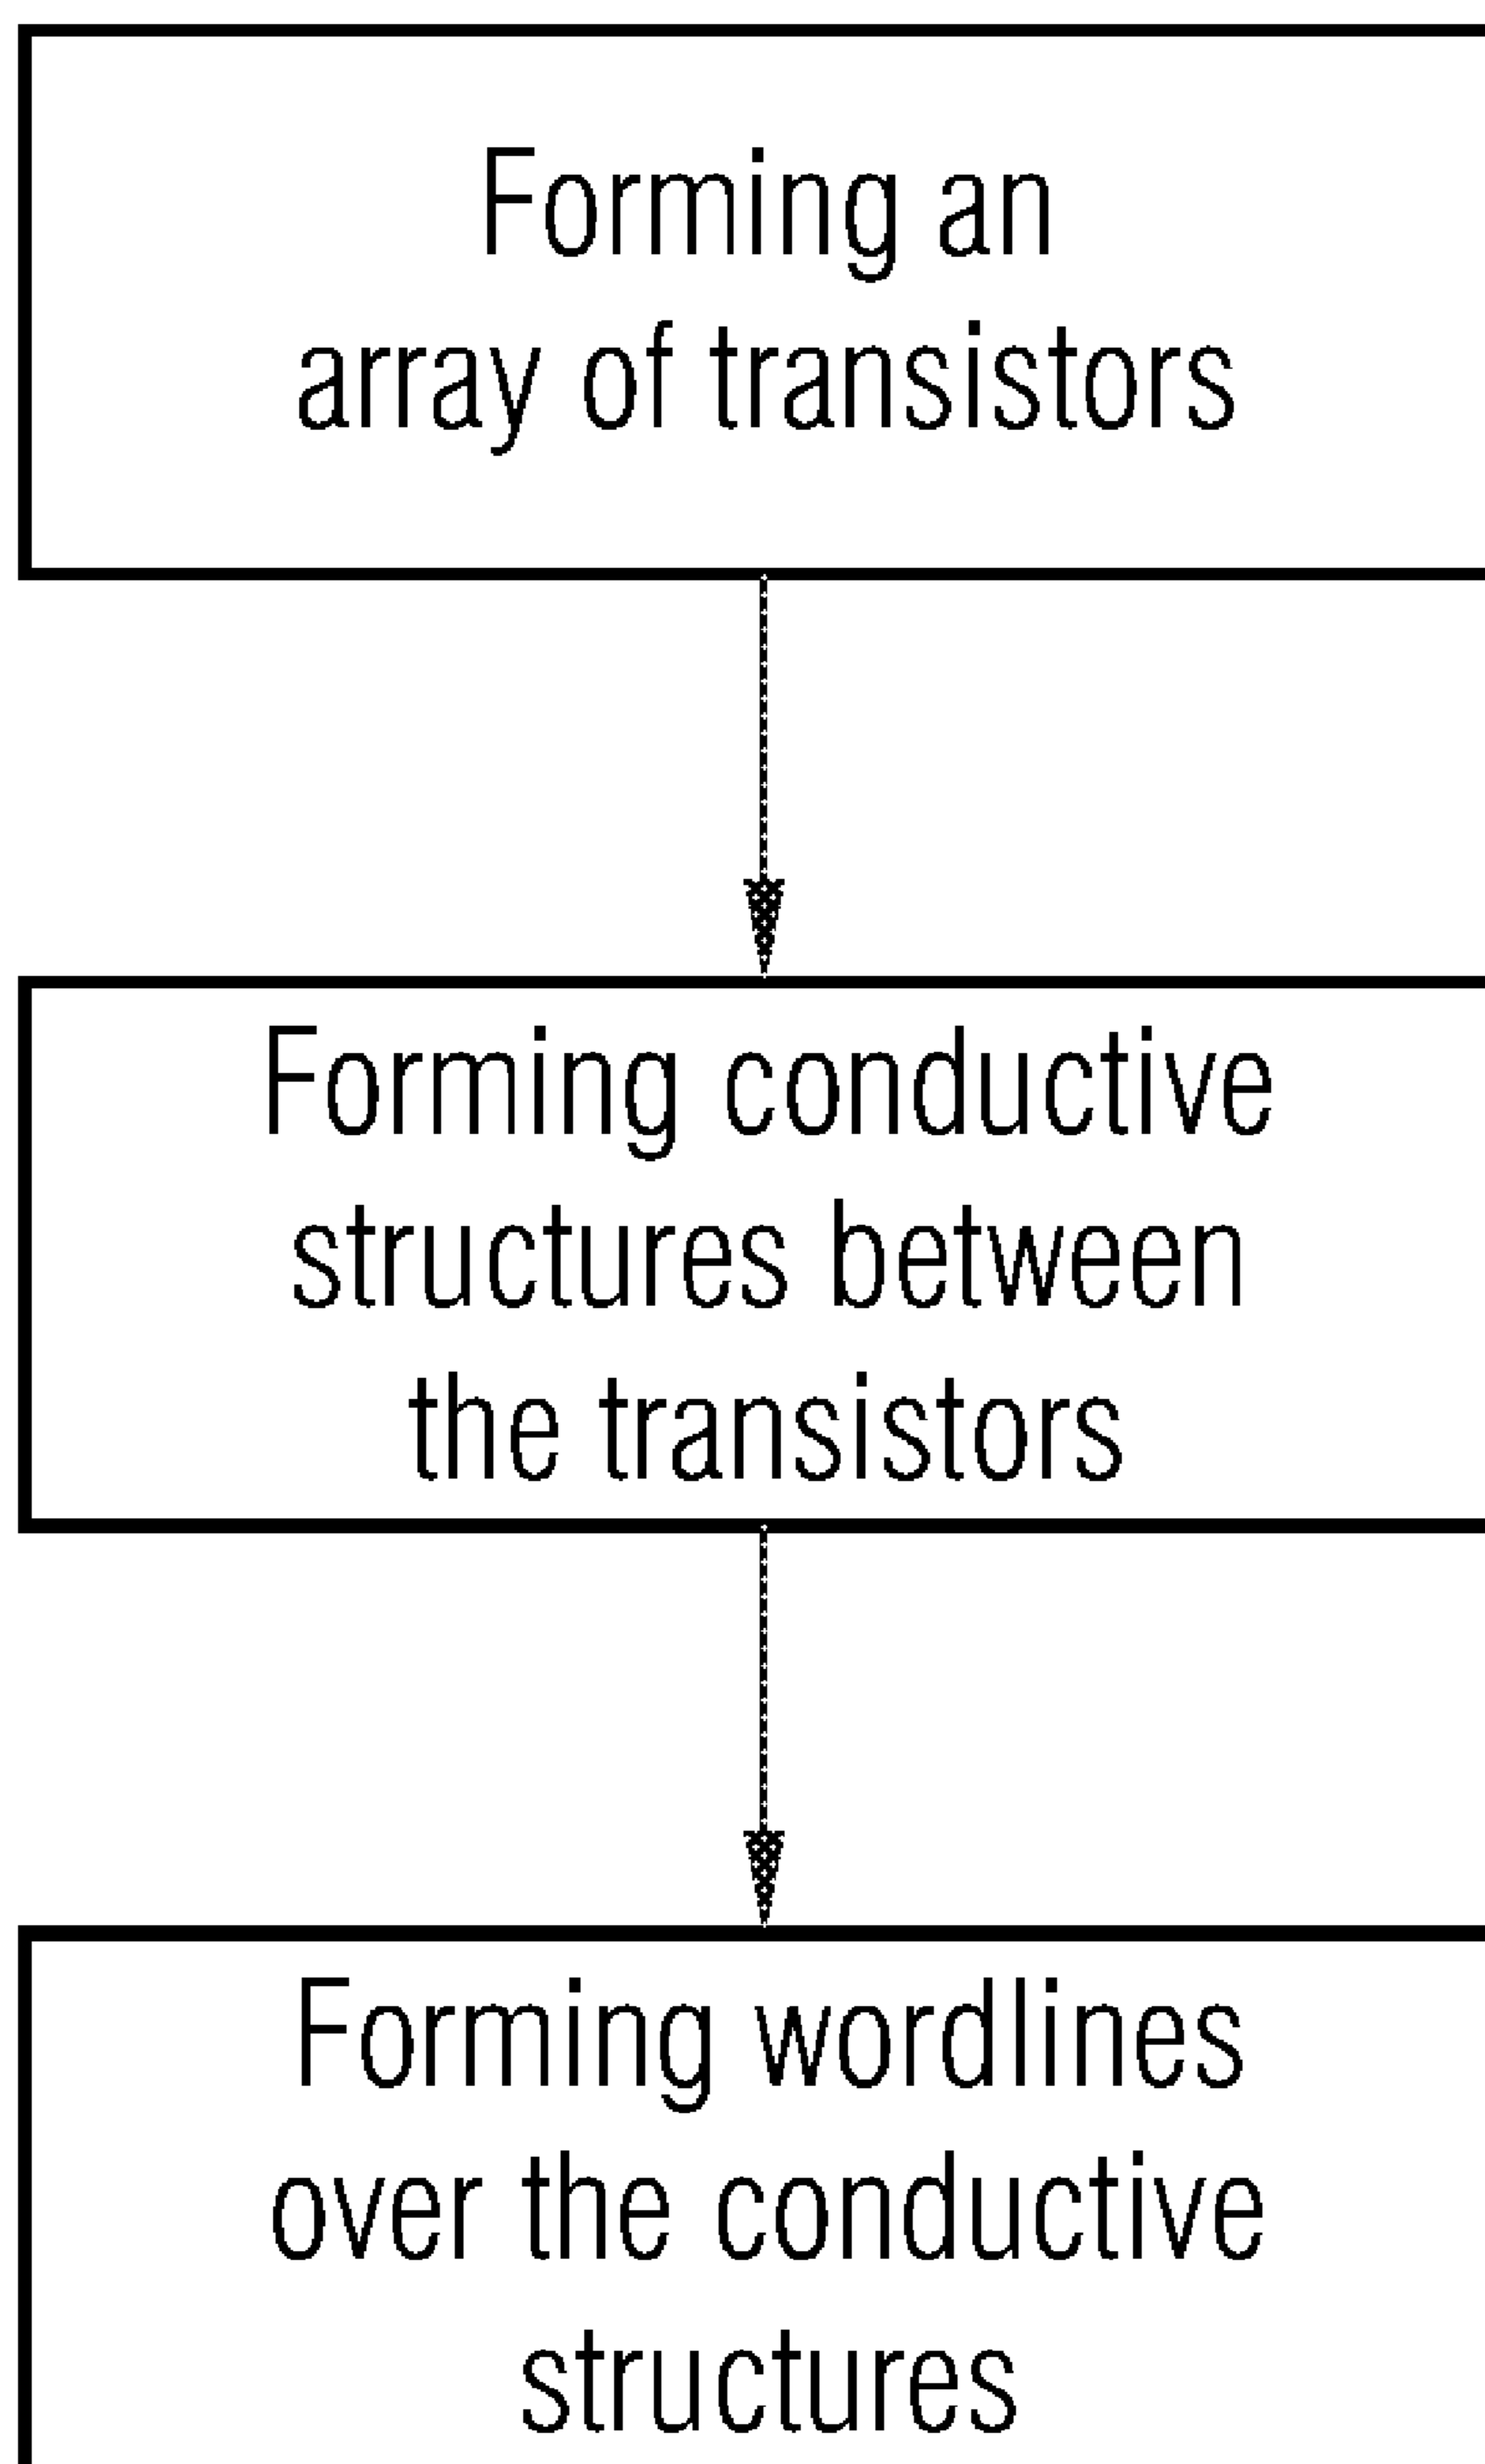 Forming an
array of transistors
Forming conductive
structures between
the transistors
Forming wordlines
over the conductive
structures